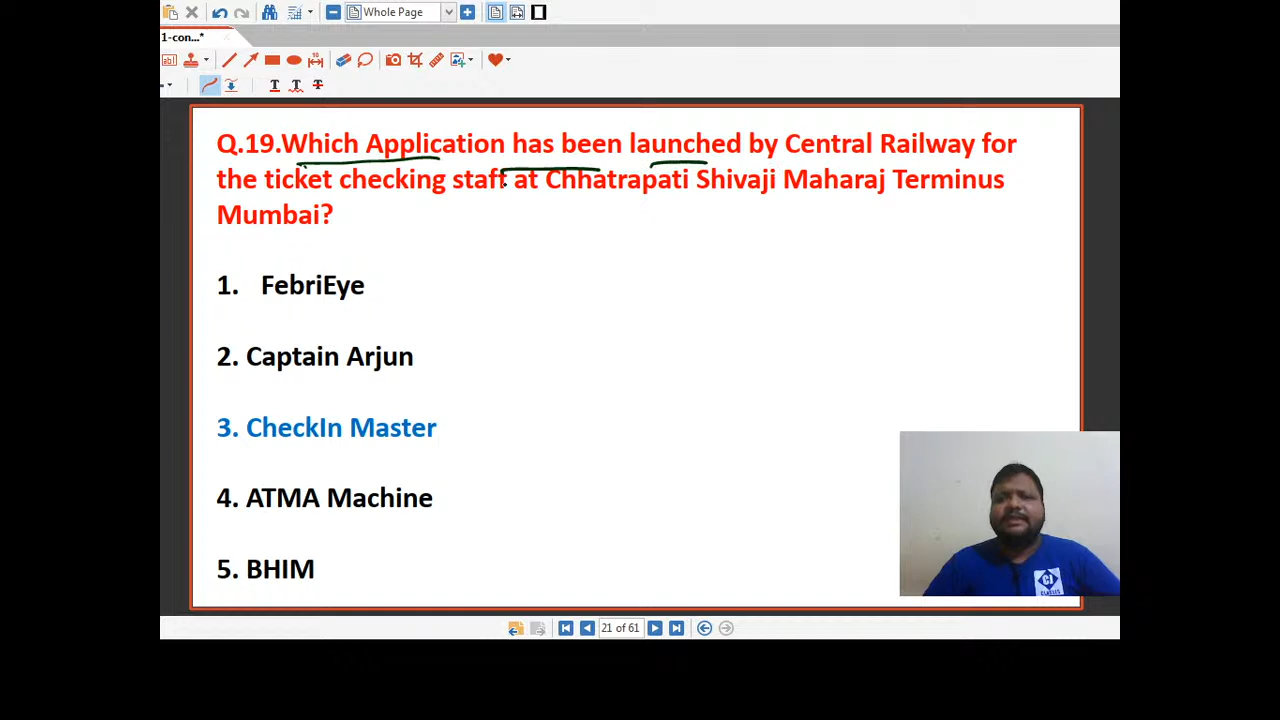 Whole Page
1-con...*
Q.19.Which Application has been launched by Central Railway for
the ticket checking staff at Chhatrapati Shivaji Maharaj Terminus
Mumbai?
1. FebriEye
2. Captain Arjun
3. CheckIn Master
4. ATMA Machine
5. BHIM
CI
CLASSES
21 of 61